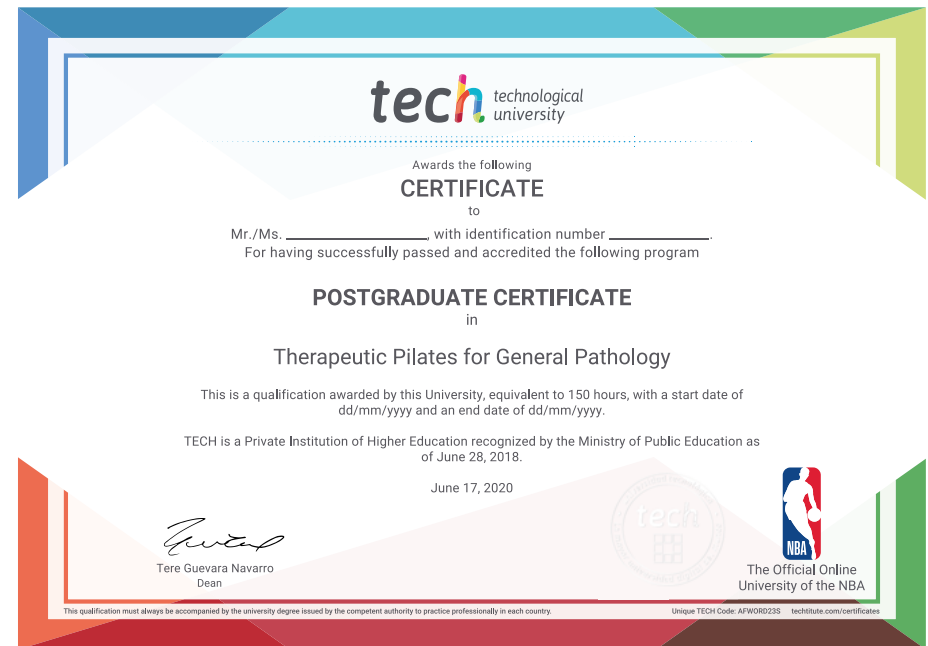 tech technological
university
Awards the following
CERTIFICATE
to
Mr./Ms. ____________, with identification number ____________.
For having successfully passed and accredited the following program
POSTGRADUATE CERTIFICATE
in
Therapeutic Pilates for General Pathology
This is a qualification awarded by this University, equivalent to 150 hours, with a start date of
dd/mm/yyyy and an end date of dd/mm/yyyy.
TECH is a Private Institution of Higher Education recognized by the Ministry of Public Education as
of June 28, 2018.
June 17, 2020
tech
NBA
Tere Guevara Navarro
Dean
The Official Online
University of the NBA
This qualification must always be accompanied by the university degree issued by the competent authority to practice professionally in each country.
Unique TECH Code: AFWORD23S techtitute.com/certificates